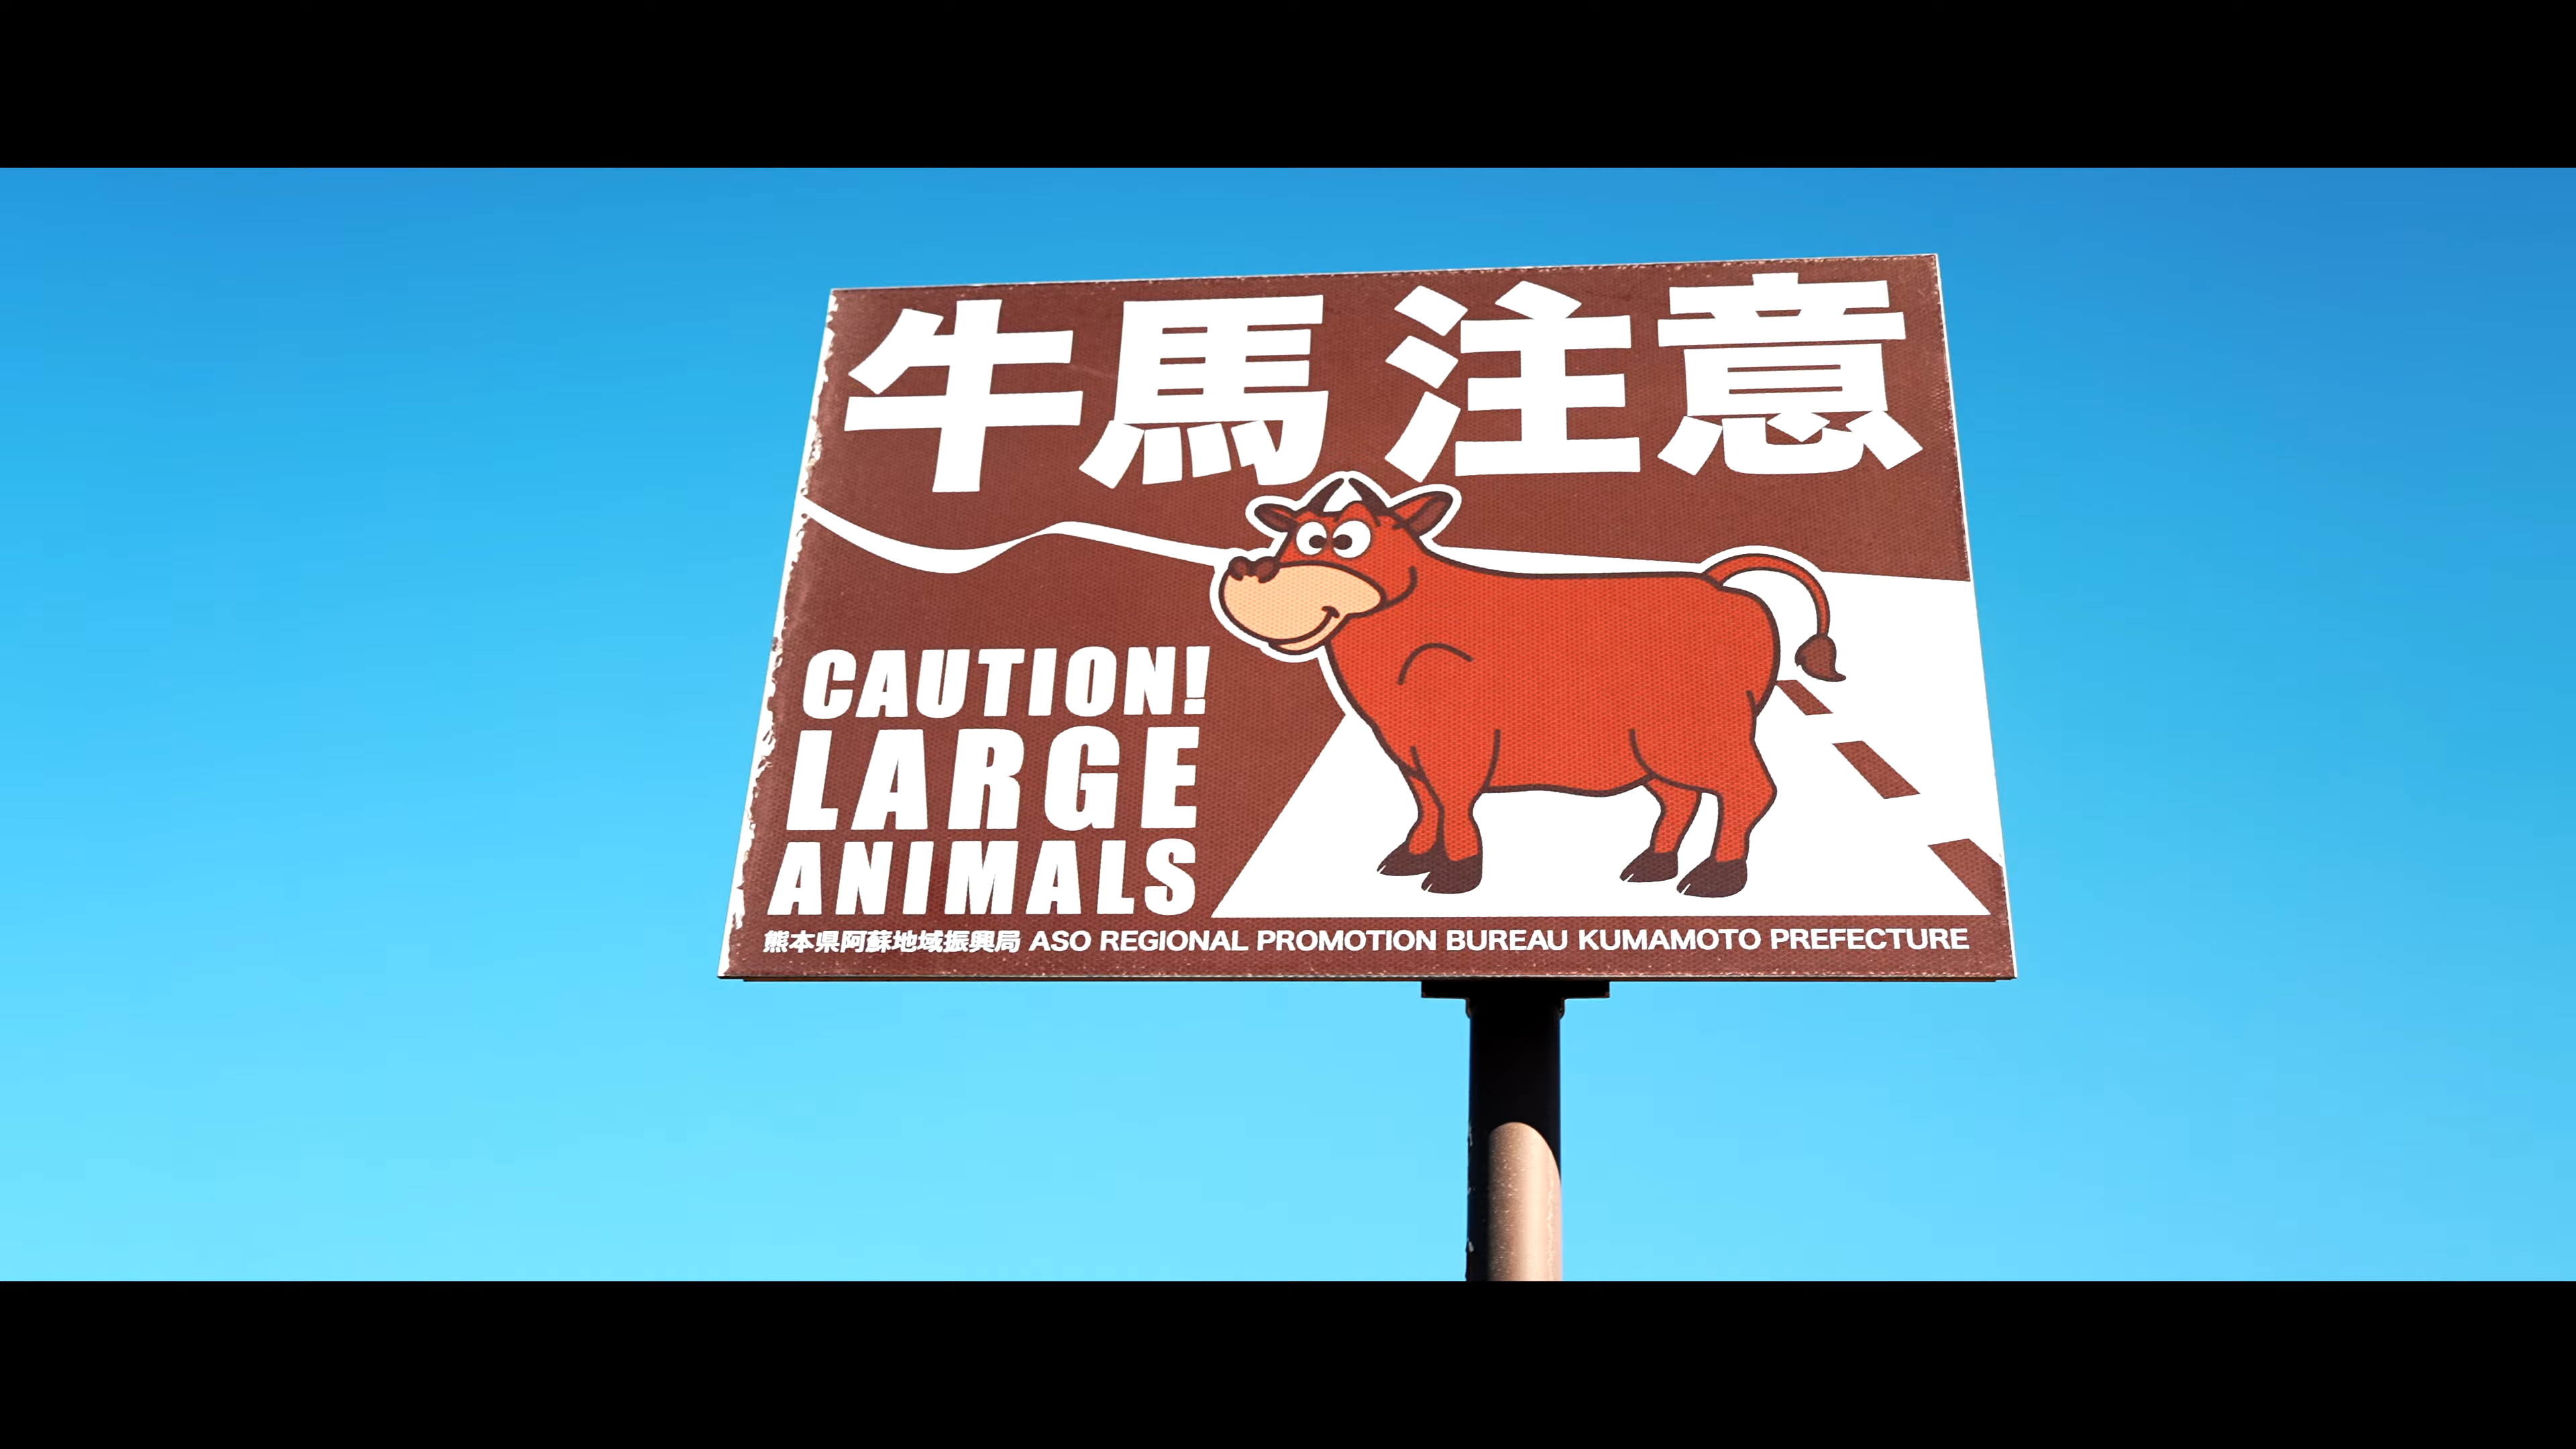 牛馬 注意
CAUTION!
LARGE
ANIMALS
熊本県阿蘇地域振興局 ASO REGIONAL PROMOTION BUREAU KUMAMOTO PREFECTURE